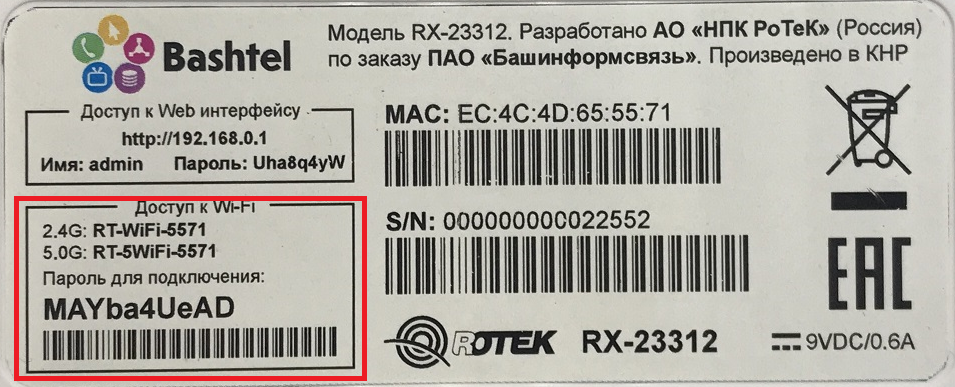 Bashtel
Модель RX-23312. Разработано АО «НПК РоТеК» (Россия)
по заказу ПАО «Башинформсвязь». Произведено в КНР
Доступ к Web интерфейсу
http://192.168.0.1
Имя: admin Пароль: Uha8q4yW
Доступ к Wi-Fi
2.4G: RT-WiFi-5571
5.0G: RT-5WiFi-5571
Пароль для подключения:
MAYba4UeAD
MAC: EC:4C:4D:65:55:71
S/N: 000000000022552
ROTEK RX-23312
EAC
9VDC/0.6A